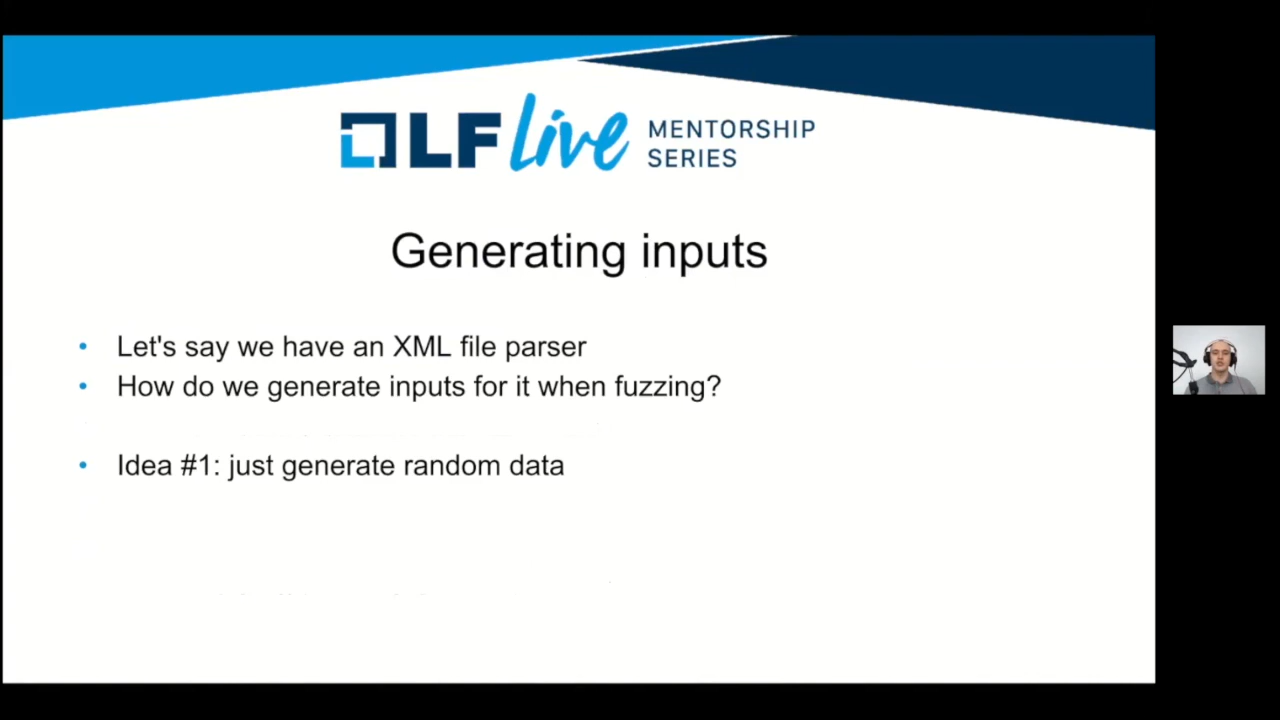 LF Live MENTORSHIP
SERIES
Generating inputs
• Let's say we have an XML file parser
• How do we generate inputs for it when fuzzing?
• Idea #1: just generate random data